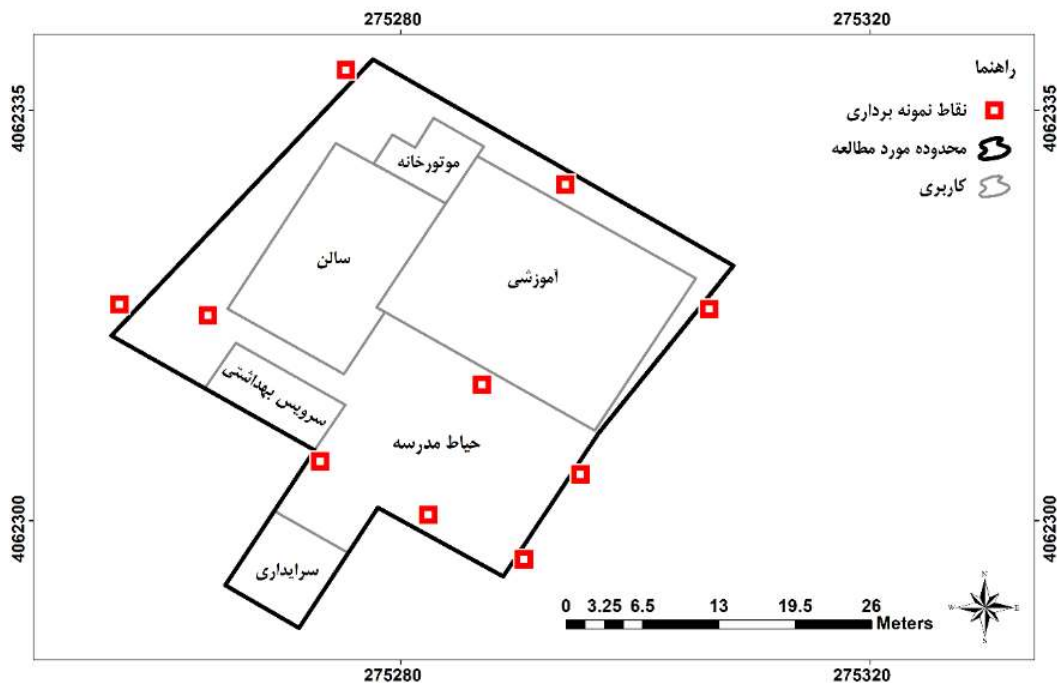 275280
275320
4062335
4062335
راهنما
نقاط نمونه برداری
محدوده مورد مطالعه
کاربری
موتورخانه
سالن
آموزشی
سرویس بهداشتی
حیاط مدرسه
4062300
4062300
سرایداری
N
W
E
S
0 3.25 6.5 13 19.5 26
Meters
275280
275320